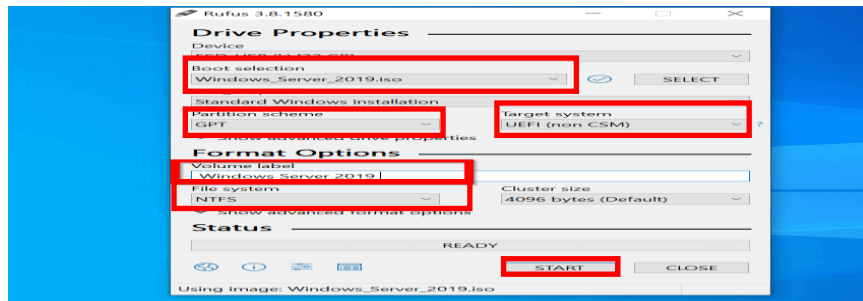 Rufus 3.8.1580
Drive Properties
Device
Boot selection
Windows_Server_2019.iso
SELECT
Standard Windows installation
Partition scheme
Target system
GPT
UEFI (non CSM)
?
Show advanced drive properties
Format Options
Volume label
Windows Server 2019
File system
Cluster size
NTFS
4096 bytes (Default)
Show advanced format options
Status
READY
START
CLOSE
Using image: Windows_Server_2019.iso